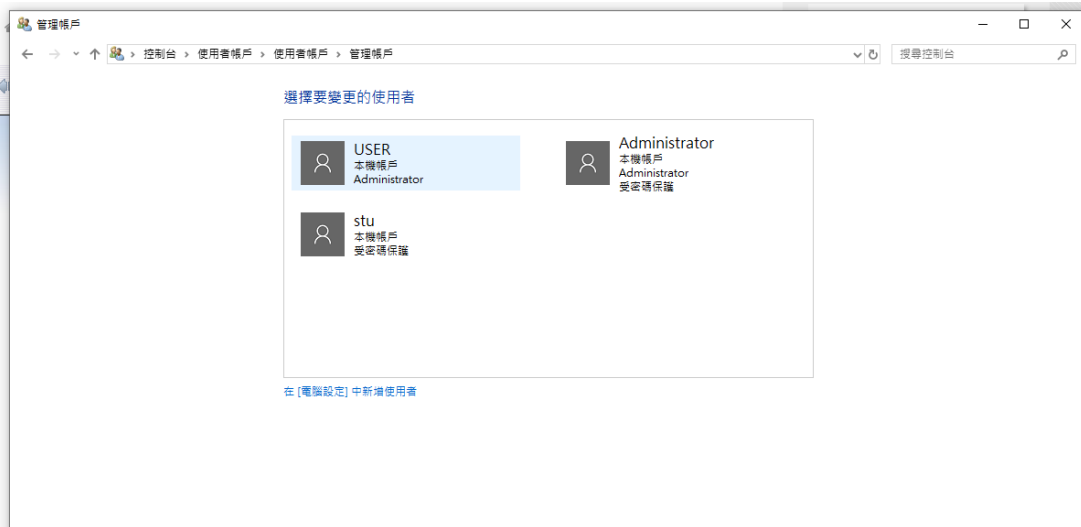 管理帳戶
控制台 › 使用者帳戶 › 使用者帳戶 › 管理帳戶
搜尋控制台
選擇要變更的使用者
USER
本機帳戶
Administrator
Administrator
本機帳戶
Administrator
受密碼保護
stu
本機帳戶
受密碼保護
在 [電腦設定] 中新增使用者